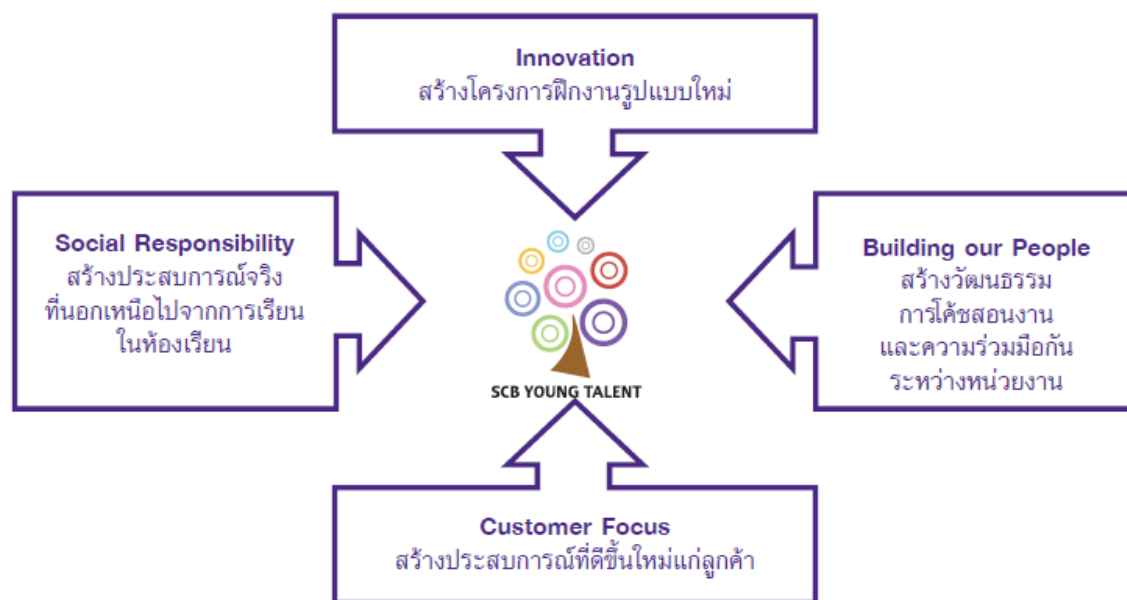 Innovation
สร้างโครงการฝึกงานรูปแบบใหม่
Social Responsibility
สร้างประสบการณ์จริง
ที่นอกเหนือไปจากการเรียน
ในห้องเรียน
Building our People
สร้างวัฒนธรรม
การโค้ชสอนงาน
และความร่วมมือกัน
ระหว่างหน่วยงาน
SCB YOUNG TALENT
Customer Focus
สร้างประสบการณ์ที่ดีขึ้นใหม่แก่ลูกค้า